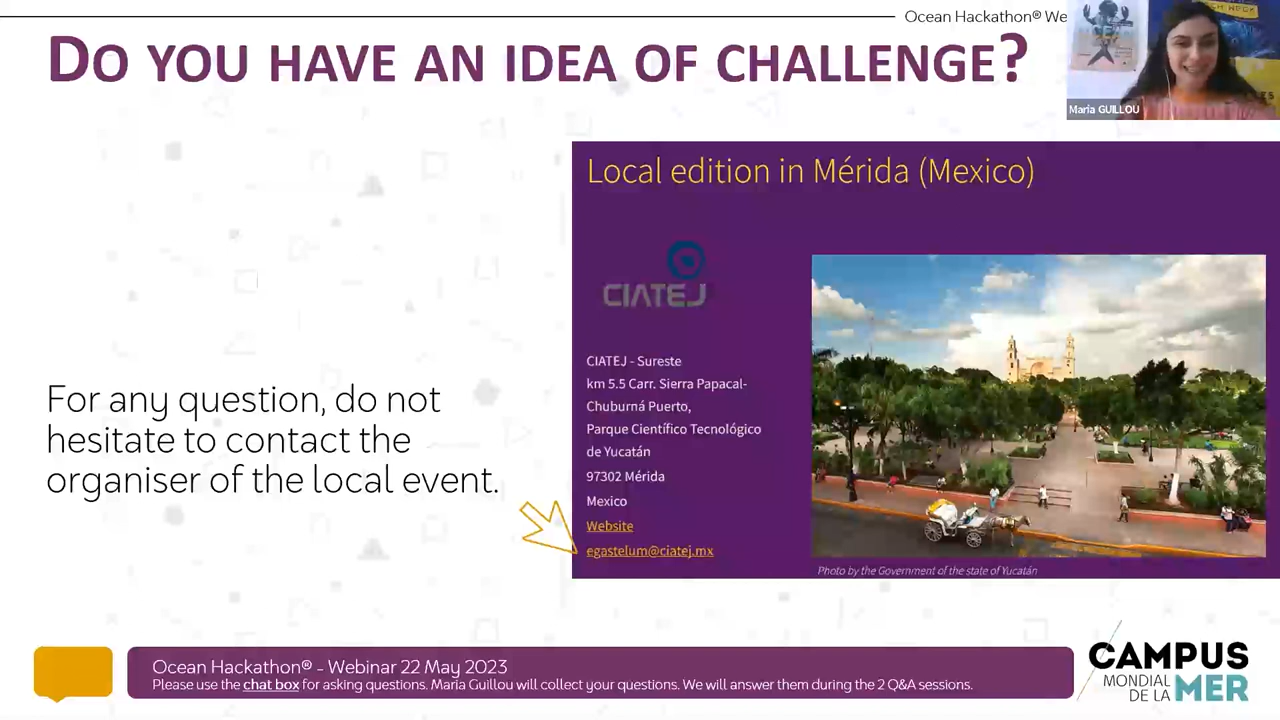 Ocean Hackathon® We
DO YOU HAVE AN IDEA OF CHALLENGE?
Maria GUILLOU
Local edition in Mérida (Mexico)
CIATEJ
CIATEJ - Sureste
km 5.5 Carr. Sierra Papacal-
Chuburná Puerto,
Parque Científico Tecnológico
de Yucatán
97302 Mérida
Mexico
Website
egastelum@ciatej.mx
Photo by the Government of the state of Yucatán
For any question, do not
hesitate to contact the
organiser of the local event.
Ocean Hackathon® - Webinar 22 May 2023
Please use the chat box for asking questions. Maria Guillou will collect your questions. We will answer them during the 2 Q&A sessions.
CAMPUS
MONDIAL
DE LA MER